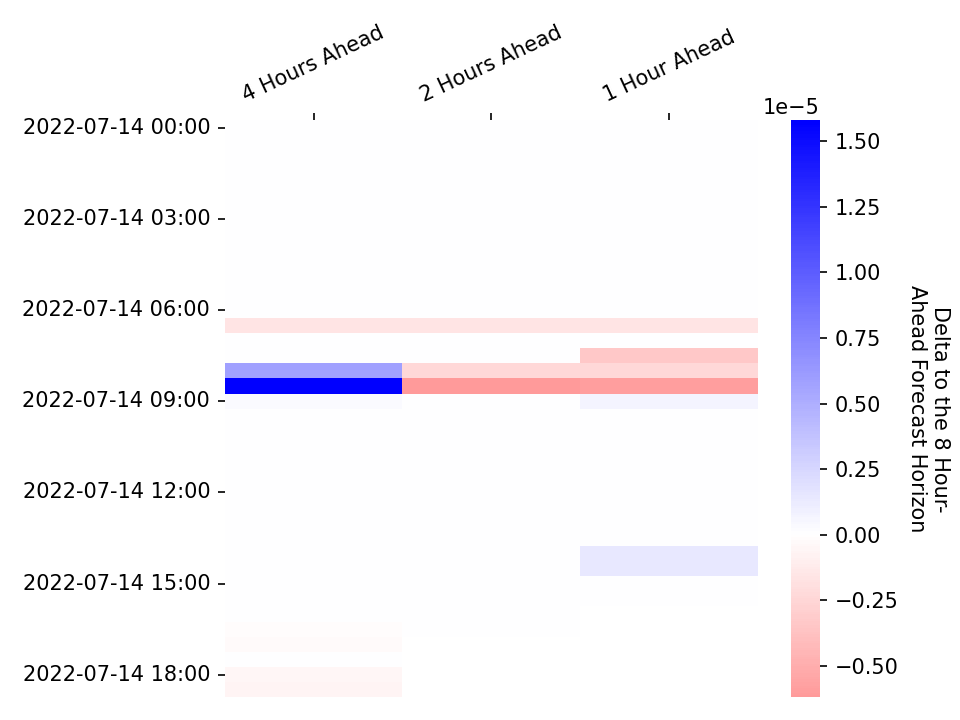 4 Hours Ahead
2 Hours Ahead
1 Hour Ahead
1e−5
2022-07-14 00:00
2022-07-14 03:00
2022-07-14 06:00
2022-07-14 09:00
2022-07-14 12:00
2022-07-14 15:00
2022-07-14 18:00
1.50
1.25
1.00
0.75
0.50
0.25
0.00
−0.25
−0.50
Delta to the 8 Hour-
Ahead Forecast Horizon